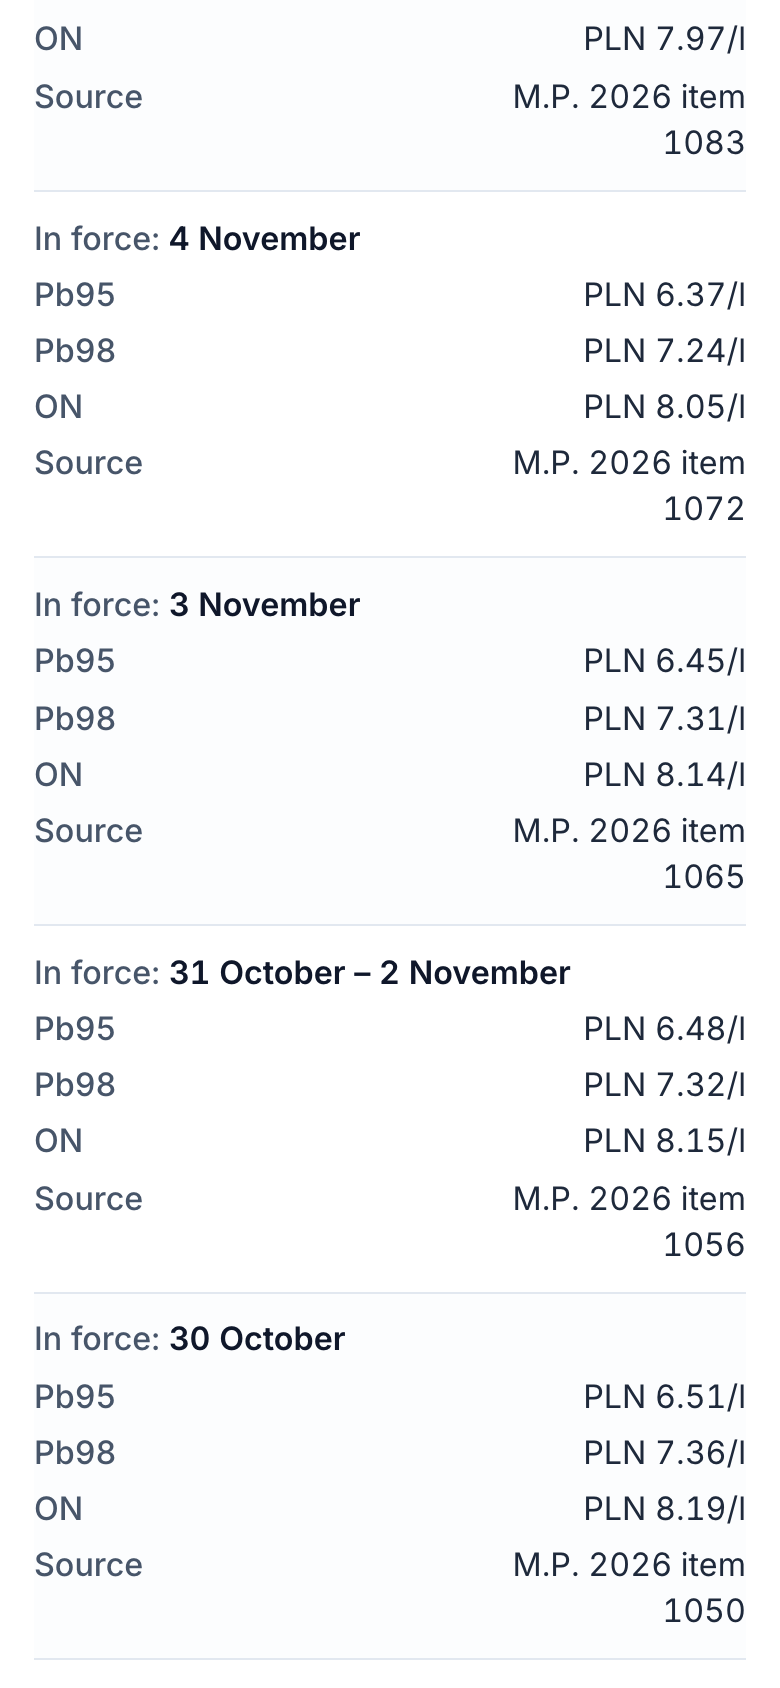 ON PLN 7.97/l
Source M.P. 2026 item
1083
In force: 4 November
Pb95 PLN 6.37/l
Pb98 PLN 7.24/l
ON PLN 8.05/l
Source M.P. 2026 item
1072
In force: 3 November
Pb95 PLN 6.45/l
Pb98 PLN 7.31/l
ON PLN 8.14/l
Source M.P. 2026 item
1065
In force: 31 October – 2 November
Pb95 PLN 6.48/l
Pb98 PLN 7.32/l
ON PLN 8.15/l
Source M.P. 2026 item
1056
In force: 30 October
Pb95 PLN 6.51/l
Pb98 PLN 7.36/l
ON PLN 8.19/l
Source M.P. 2026 item
1050